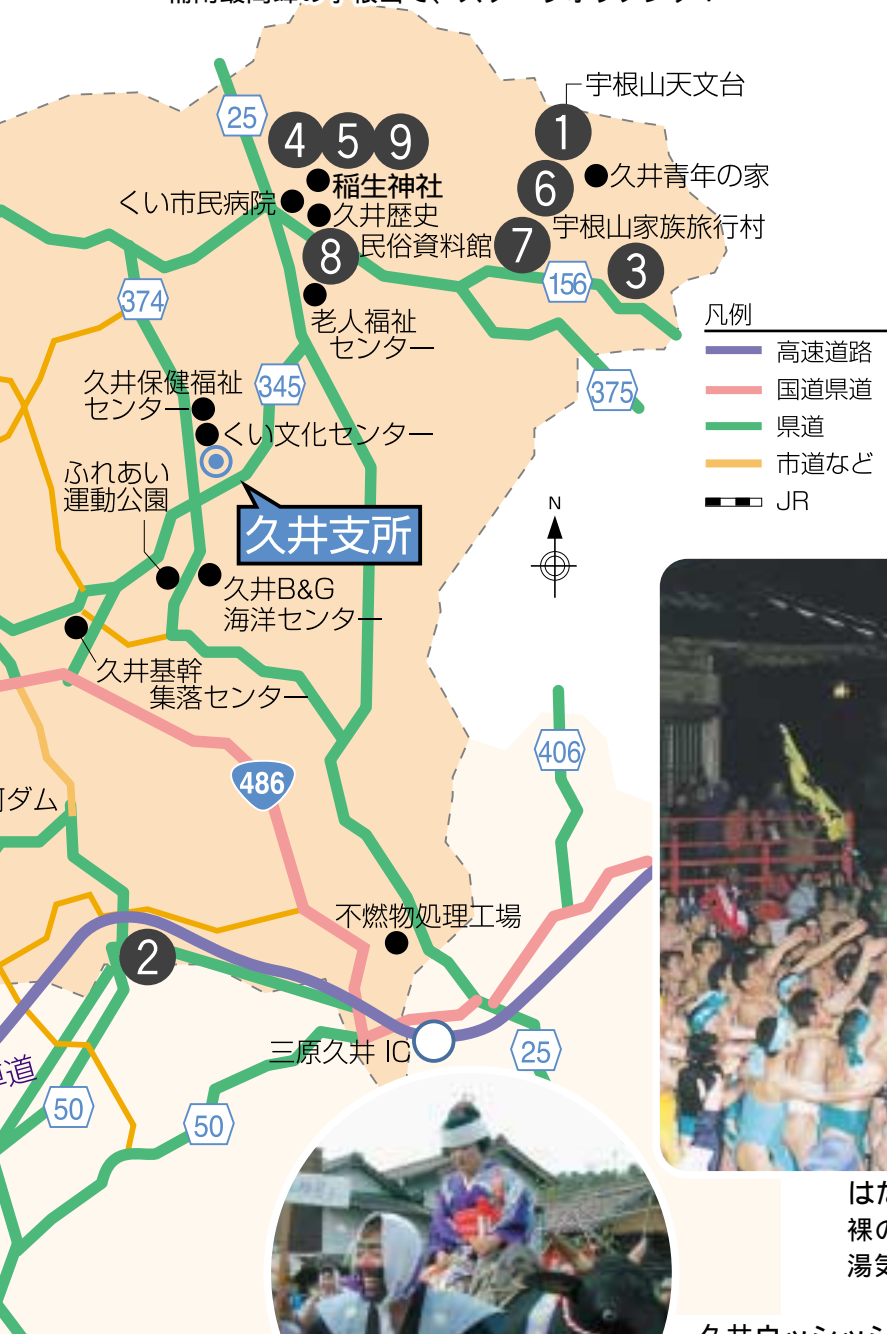 宇根山天文台
25
4 5 9
1
稲生神社
6
久井青年の家
くい市民病院
久井歴史
民俗資料館
8
7
宇根山家族旅行村
3
156
374
老人福祉
センター
凡例
高速道路
国道県道
県道
市道など
JR
久井保健福祉
センター
345
375
くい文化センター
ふれあい
運動公園
久井支所
N
久井B&G
海洋センター
久井基幹
集落センター
406
486
ダム
不燃物処理工場
2
三原久井 IC
25
道
50
50
はだ
裸の
湯気